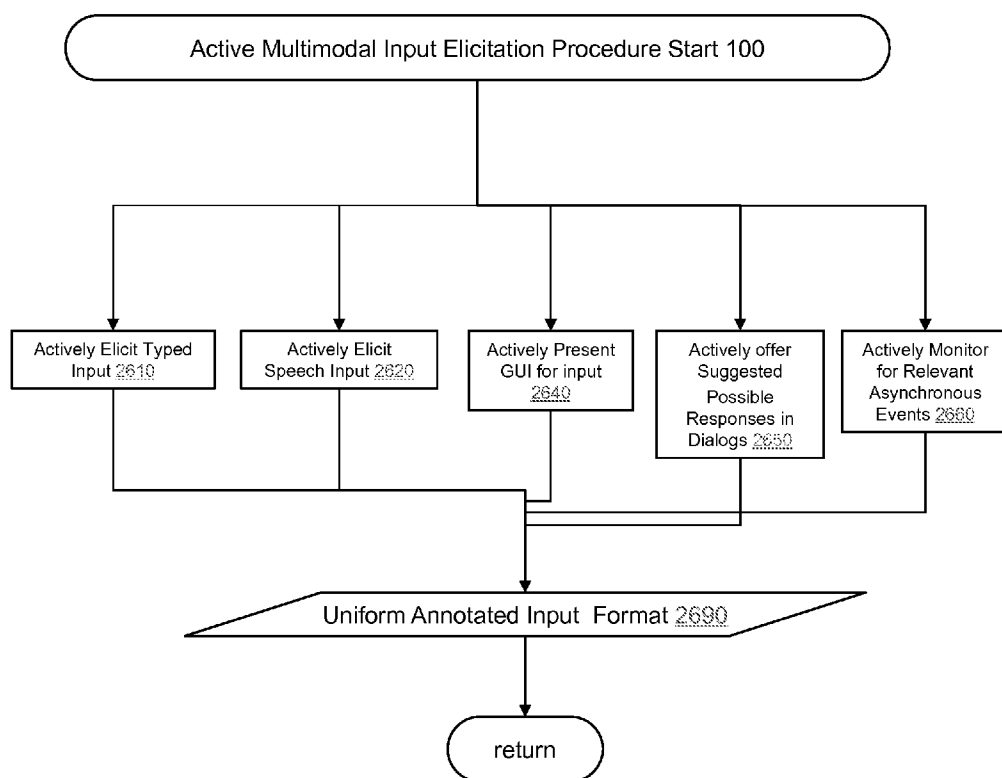 Active Multimodal Input Elicitation Procedure Start 100
Actively Elicit Typed
Input 2610
Actively Elicit
Speech Input 2620
Actively Present
GUI for input
2640
Actively offer
Suggested
Possible
Responses in
Dialogs 2650
Actively Monitor
for Relevant
Asynchronous
Events 2660
Uniform Annotated Input Format 2690
return